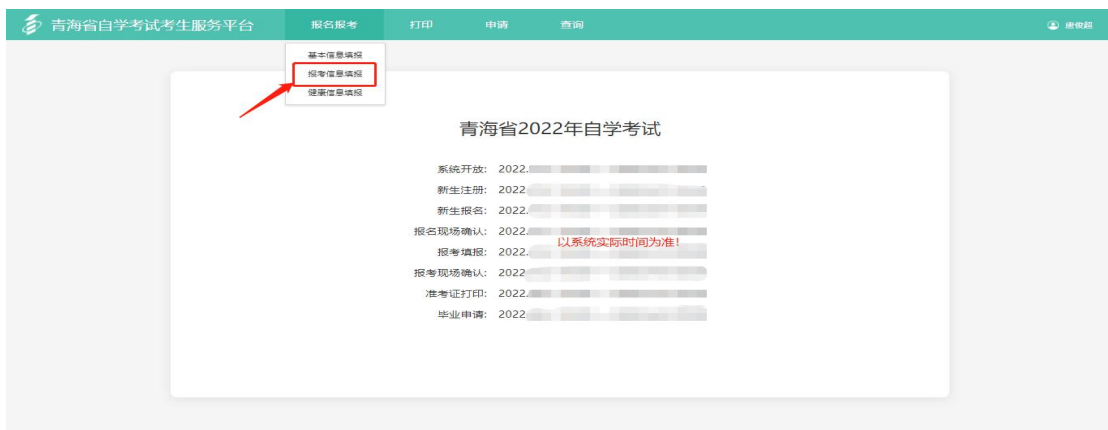 青海省自学考试考生服务平台 报名报考 打印 申请 查询 唐俊超
基本信息填报
报考信息填报
健康信息填报
青海省2022年自学考试
系统开放: 2022.
新生注册: 2022
新生报名: 2022.
报名现场确认: 2022.
以系统实际时间为准!
报考填报: 2022.
报考现场确认: 2022
准考证打印: 2022.
毕业申请: 2022